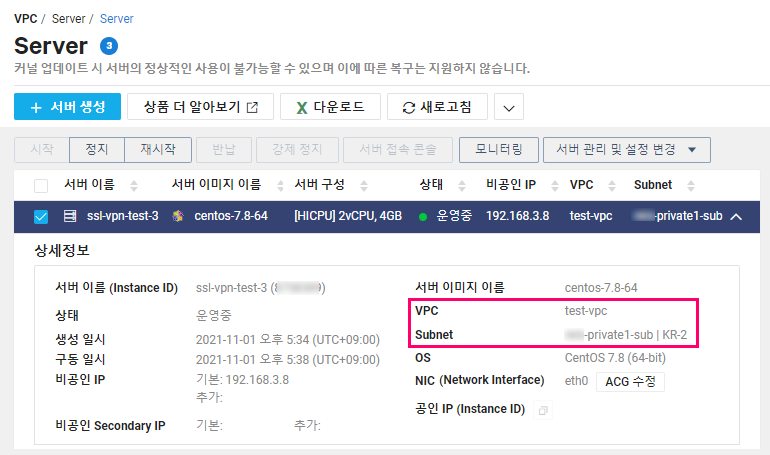 VPC / Server / Server
Server 3
커널 업데이트 시 서버의 정상적인 사용이 불가능할 수 있으며 이에 따른 복구는 지원하지 않습니다.
+ 서버 생성 상품 더 알아보기 다운로드 새로고침
시작 정지 재시작 반납 강제 정지 서버 접속 콘솔 모니터링 서버 관리 및 설정 변경
서버 이름 서버 이미지 이름 서버 구성 상태 비공인 IP VPC Subnet
ssl-vpn-test-3 centos-7.8-64 [HICPU] 2vCPU, 4GB 운영중 192.168.3.8 test-vpc -private1-sub
상세정보
서버 이름 (Instance ID) ssl-vpn-test-3 ( ) 서버 이미지 이름 centos-7.8-64
상태 운영중 VPC test-vpc
생성 일시 2021-11-01 오후 5:34 (UTC+09:00) Subnet -private1-sub | KR-2
구동 일시 2021-11-01 오후 5:38 (UTC+09:00) OS CentOS 7.8 (64-bit)
비공인 IP 기본: 192.168.3.8 NIC (Network Interface) eth0 ACG 수정
추가:
공인 IP (Instance ID)
비공인 Secondary IP 기본: 추가: